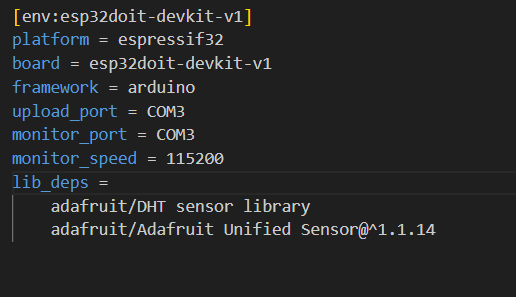 [env:esp32doit-devkit-v1]
platform = espressif32
board = esp32doit-devkit-v1
framework = arduino
upload_port = COM3
monitor_port = COM3
monitor_speed = 115200
lib_deps =
    adafruit/DHT sensor library
    adafruit/Adafruit Unified Sensor@^1.1.14